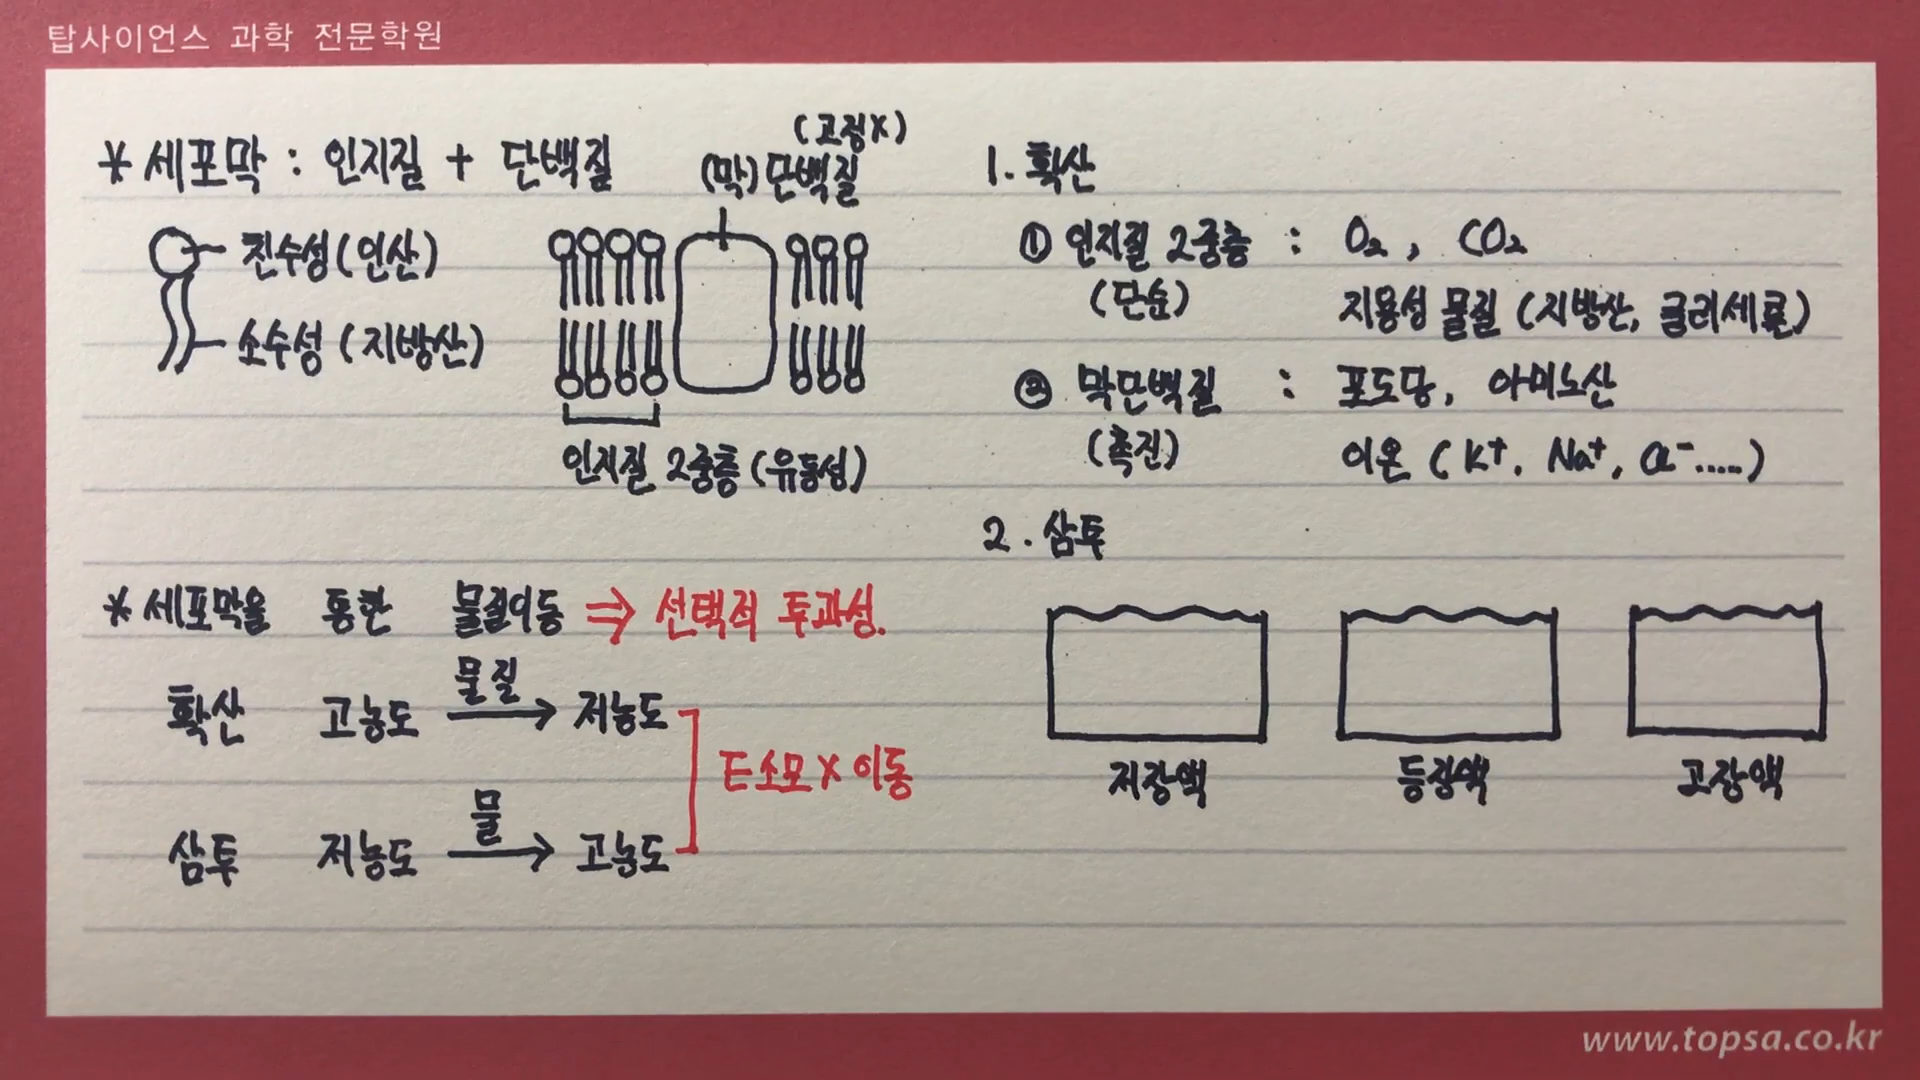 탑사이언스 과학 전문학원
* 세포막 : 인지질 + 단백질
(고정X)
(막)단백질
친수성(인산)
소수성 (지방산)
인지질 2중층 (유동성)
* 세포막을 통한 물질이동 ⇒ 선택적 투과성.
확산 고농도 물질 → 저농도
E소모 X 이동
삼투 저농도 물 → 고농도
1. 확산
① 인지질 2중층 : O₂ , CO₂
(단순) 지용성 물질 (지방산, 글리세롤)
② 막단백질 : 포도당, 아미노산
(촉진) 이온 ( K⁺, Na⁺, Cl⁻..... )
2. 삼투
저장액 등장액 고장액
www.topsa.co.kr